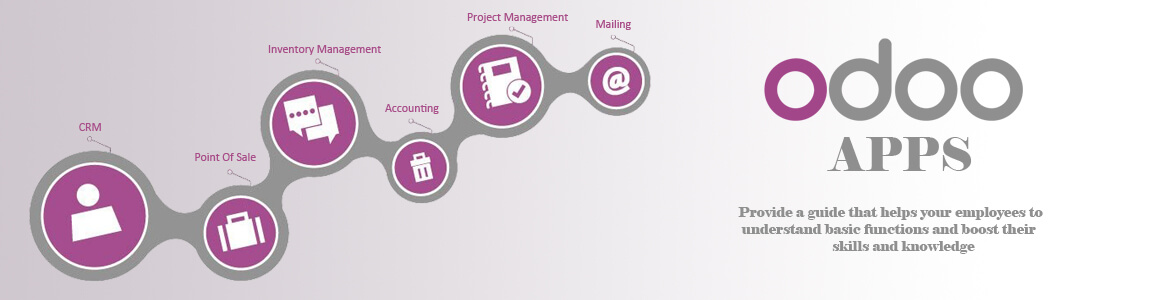 Project Management
Mailing
Inventory Management
Accounting
CRM
Point Of Sale
@
odoo
APPS
Provide a guide that helps your employees to
understand basic functions and boost their
skills and knowledge